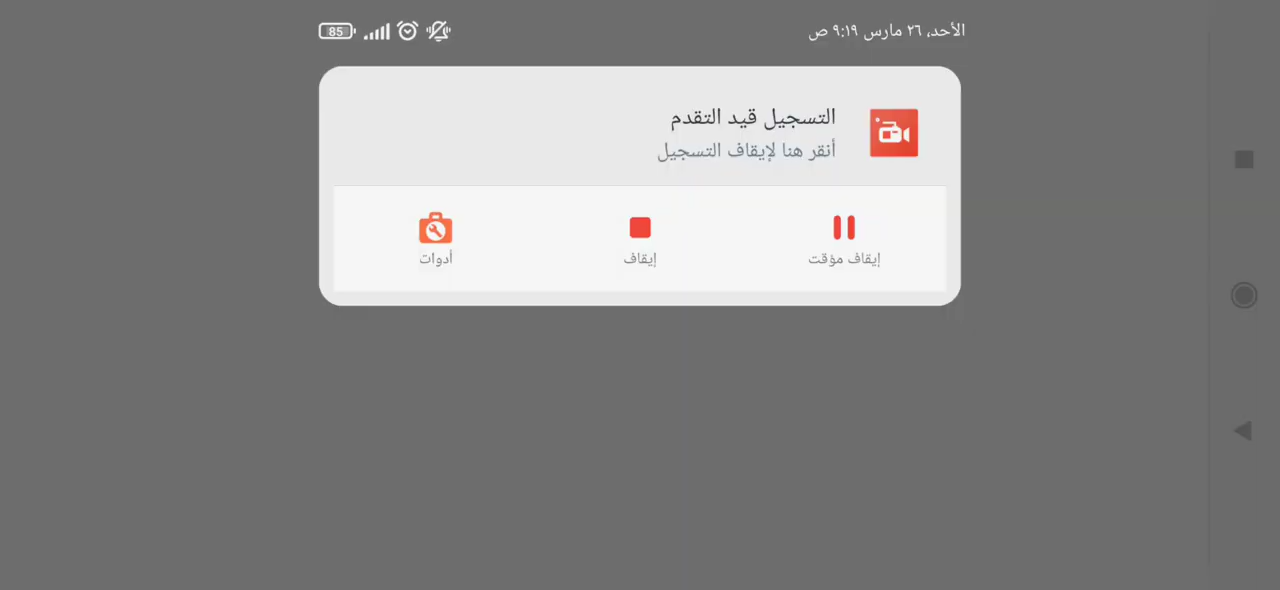 الأحد، ٢٦ مارس ٩:١٩ ص
85
التسجيل قيد التقدم
أنقر هنا لإيقاف التسجيل
إيقاف مؤقت
إيقاف
أدوات